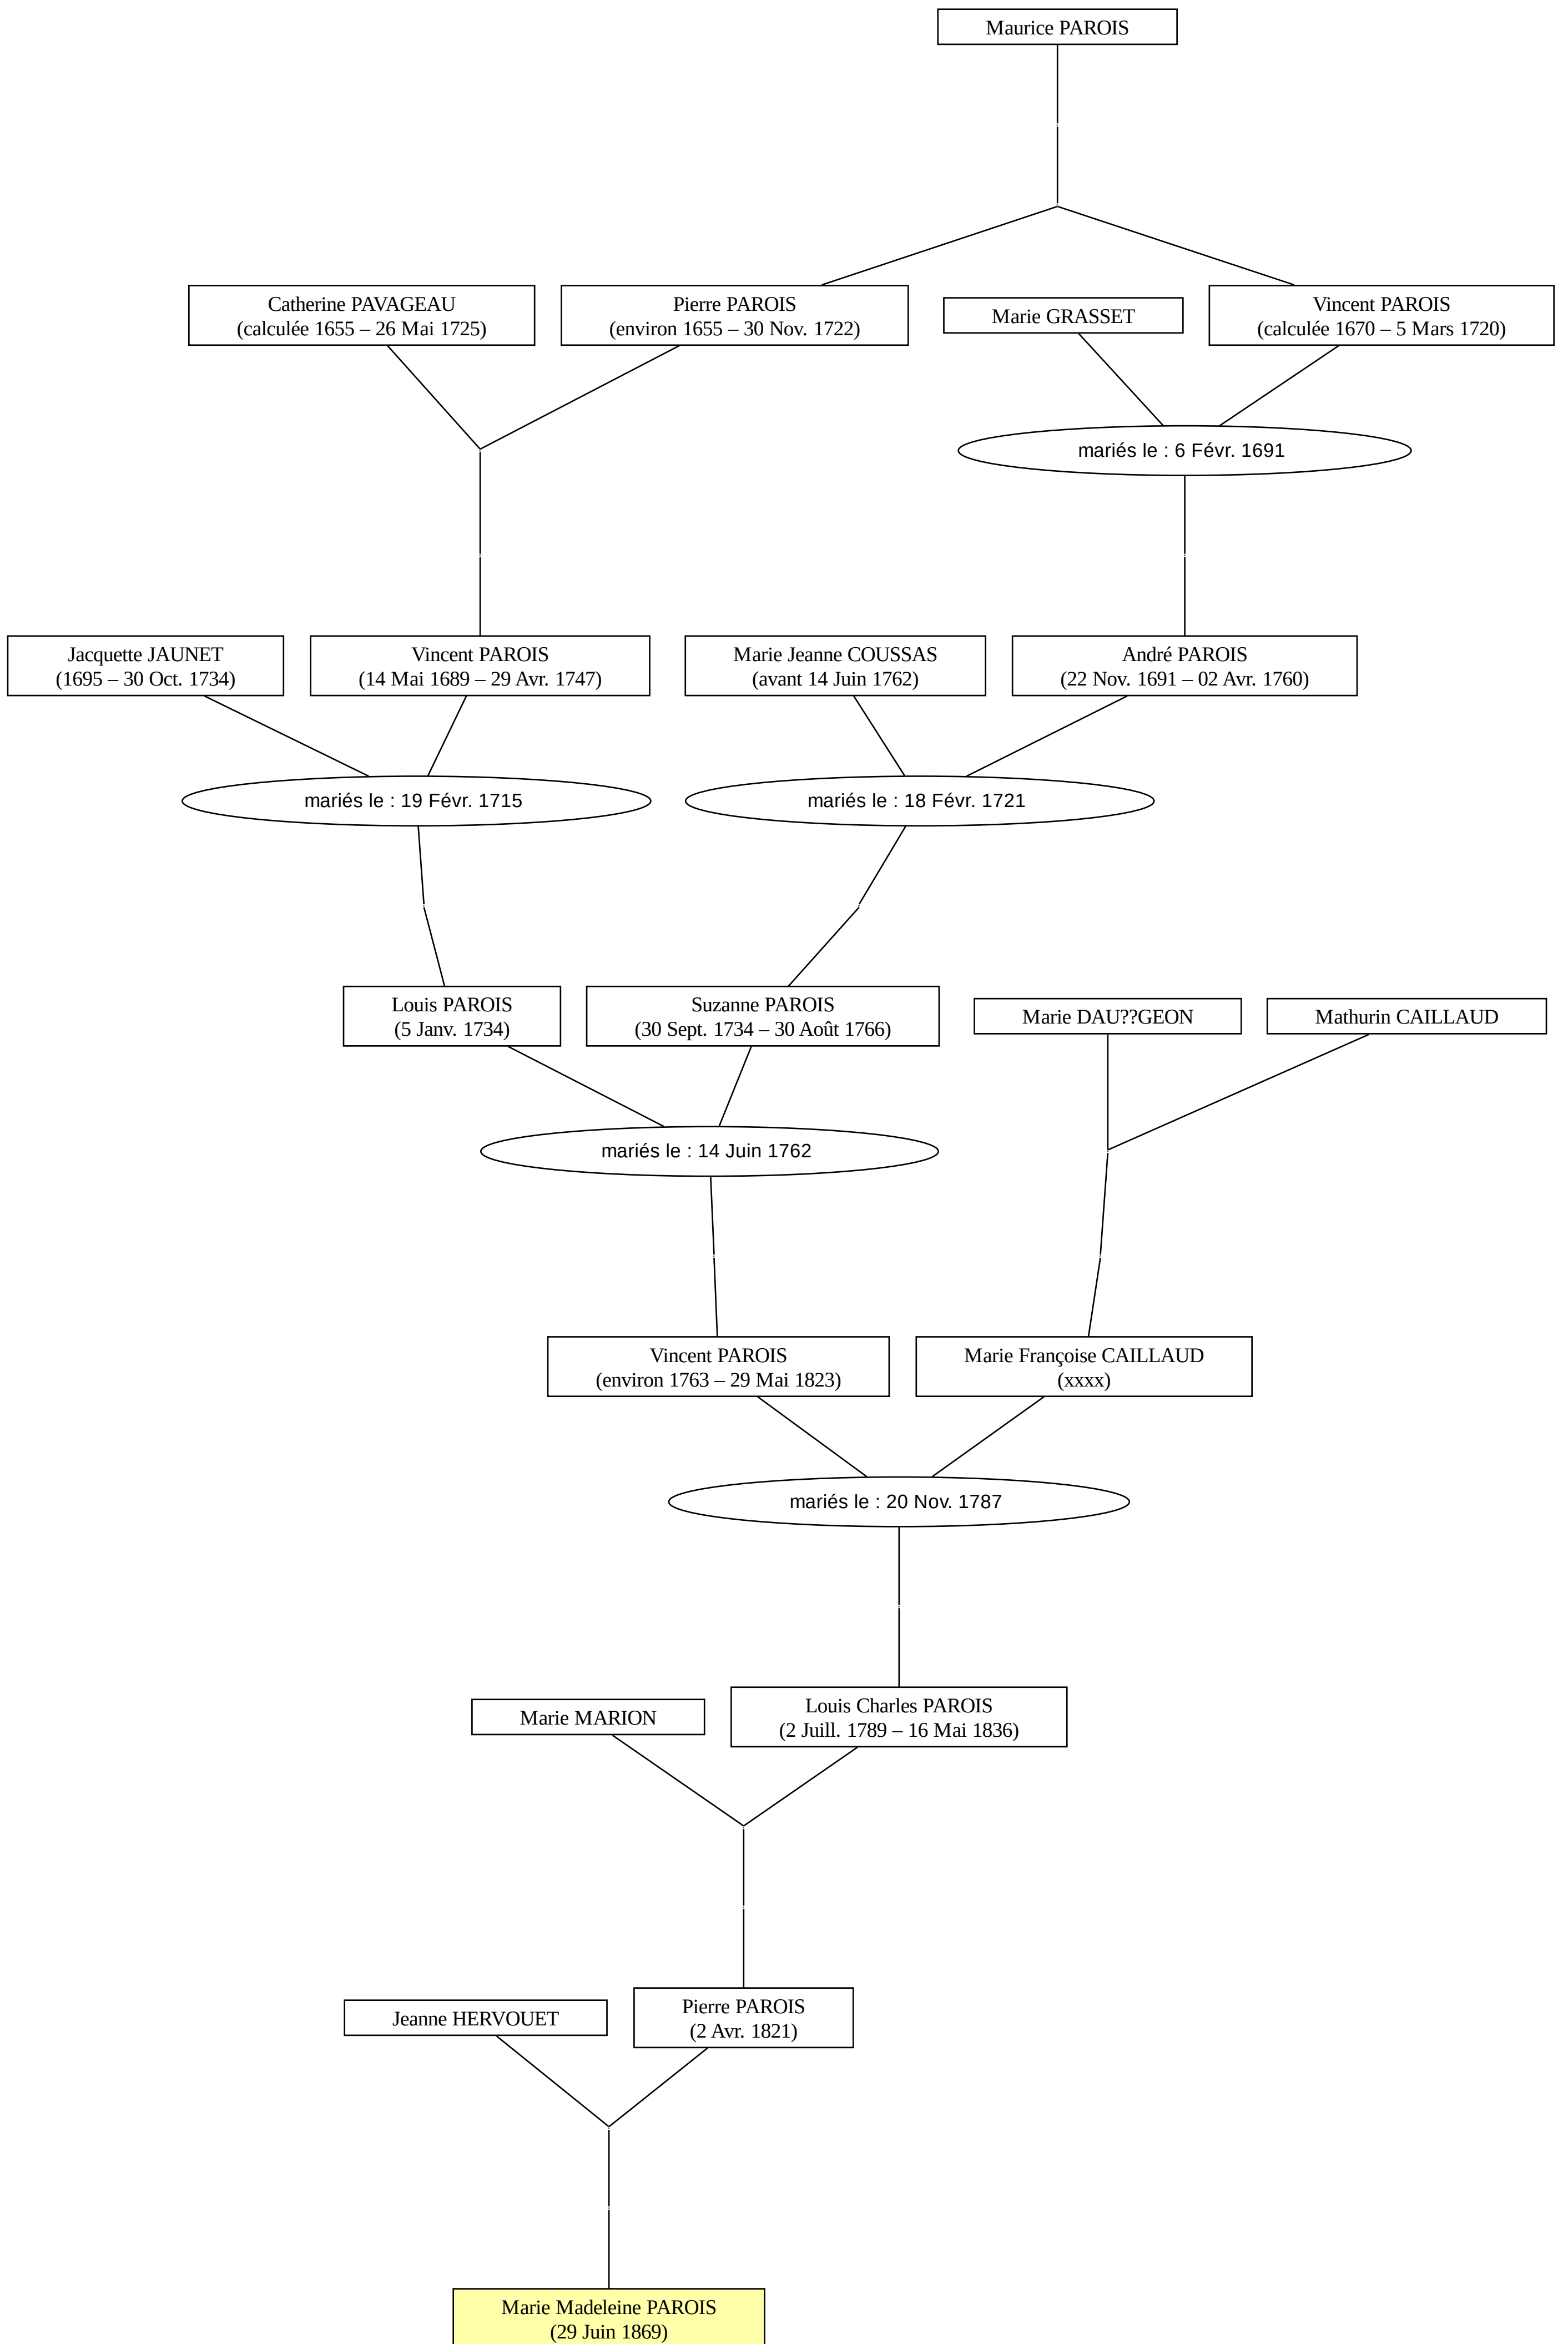 Maurice PAROIS
Catherine PAVAGEAU
(calculée 1655 – 26 Mai 1725)
Pierre PAROIS
(environ 1655 – 30 Nov. 1722)
Marie GRASSET
Vincent PAROIS
(calculée 1670 – 5 Mars 1720)
mariés le : 6 Févr. 1691
Jacquette JAUNET
(1695 – 30 Oct. 1734)
Vincent PAROIS
(14 Mai 1689 – 29 Avr. 1747)
Marie Jeanne COUSSAS
(avant 14 Juin 1762)
André PAROIS
(22 Nov. 1691 – 02 Avr. 1760)
mariés le : 19 Févr. 1715
mariés le : 18 Févr. 1721
Louis PAROIS
(5 Janv. 1734)
Suzanne PAROIS
(30 Sept. 1734 – 30 Août 1766)
Marie DAU??GEON
Mathurin CAILLAUD
mariés le : 14 Juin 1762
Vincent PAROIS
(environ 1763 – 29 Mai 1823)
Marie Françoise CAILLAUD
(xxxx)
mariés le : 20 Nov. 1787
Marie MARION
Louis Charles PAROIS
(2 Juill. 1789 – 16 Mai 1836)
Jeanne HERVOUET
Pierre PAROIS
(2 Avr. 1821)
Marie Madeleine PAROIS
(29 Juin 1869)